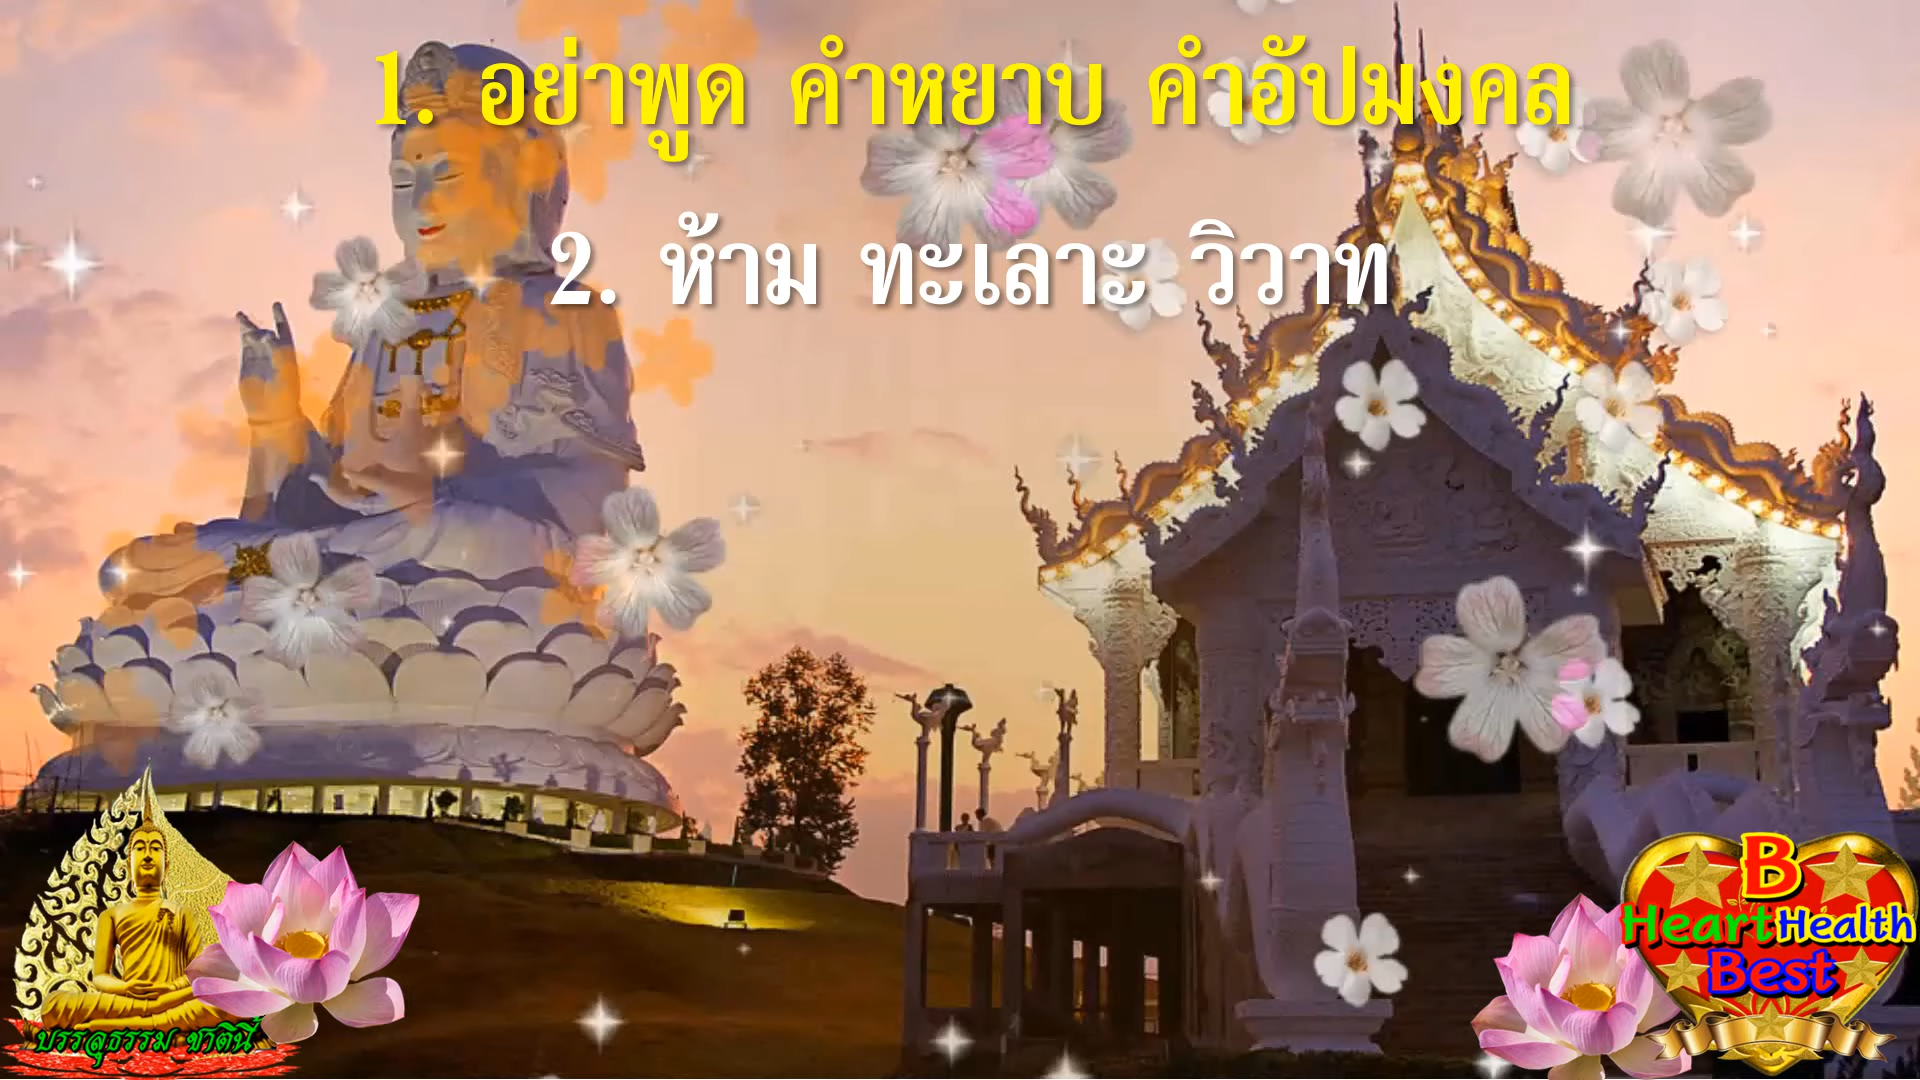 1. อย่าพูด คำหยาบ คำอัปมงคล
2. ห้าม ทะเลาะ วิวาท
บรรลุธรรม ชาตินี้
B
HeartHealth
Best